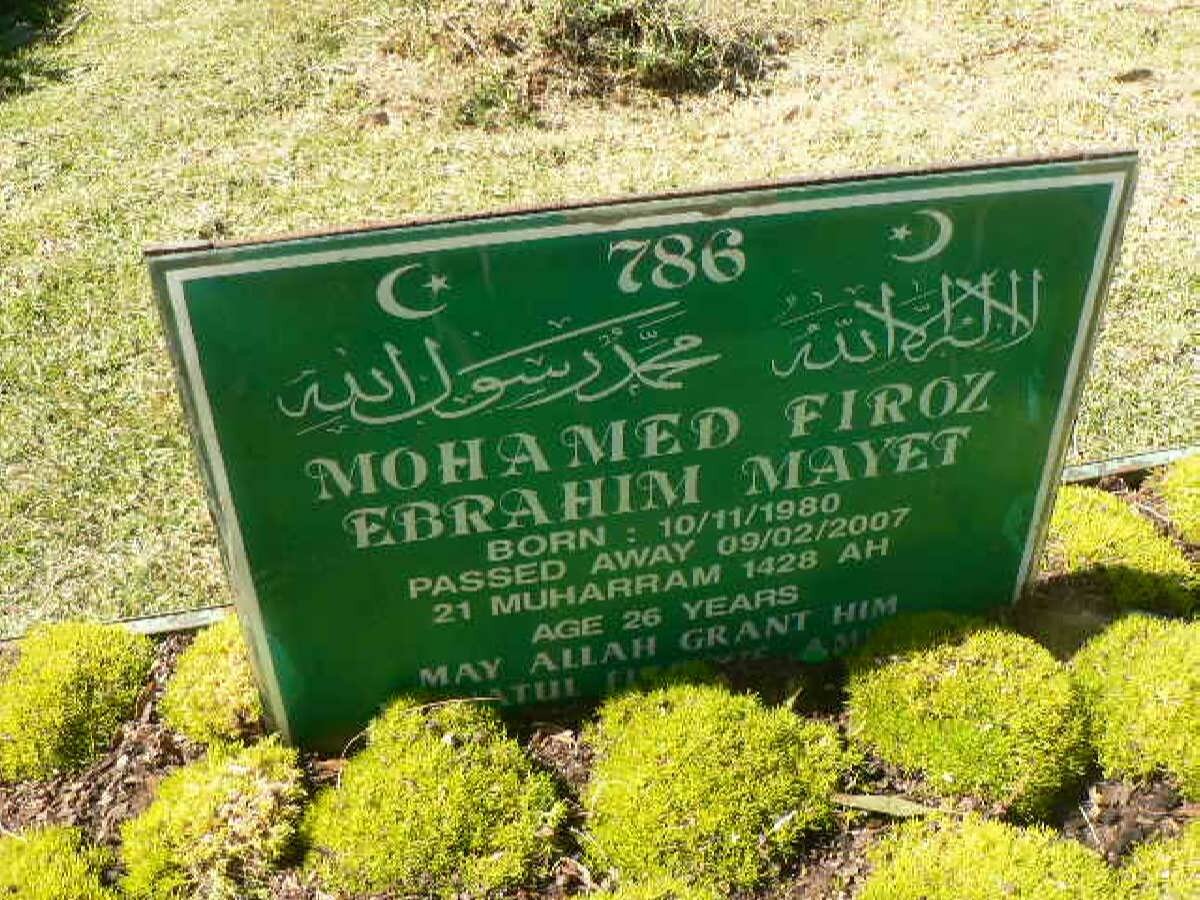 786
لا اله الا الله محمد رسول الله
MOHAMED FIROZ
EBRAHIM MAYET
BORN : 10/11/1980
PASSED AWAY 09/02/2007
21 MUHARRAM 1428 AH
AGE 26 YEARS
MAY ALLAH GRANT HIM